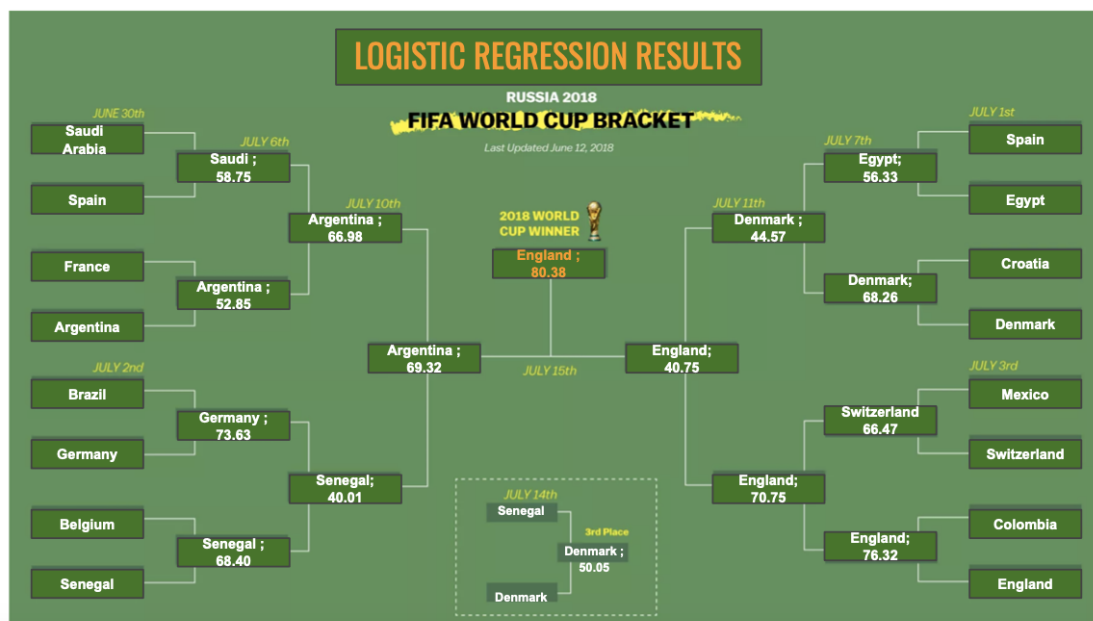 LOGISTIC REGRESSION RESULTS
RUSSIA 2018
FIFA WORLD CUP BRACKET
Last Updated June 12, 2018
JUNE 30th
Saudi
Arabia
Spain
France
Argentina
JULY 2nd
Brazil
Germany
Belgium
Senegal
JULY 6th
Saudi ;
58.75
Argentina ;
52.85
Germany ;
73.63
Senegal ;
68.40
JULY 10th
Argentina ;
66.98
Senegal;
40.01
Argentina ;
69.32
2018 WORLD
CUP WINNER
England ;
80.38
JULY 15th
England;
40.75
JULY 11th
Denmark ;
44.57
England;
70.75
JULY 7th
Egypt;
56.33
Denmark;
68.26
Switzerland
66.47
England;
76.32
JULY 1st
Spain
Egypt
Croatia
Denmark
JULY 3rd
Mexico
Switzerland
Colombia
England
JULY 14th
Senegal
3rd Place
Denmark ;
50.05
Denmark